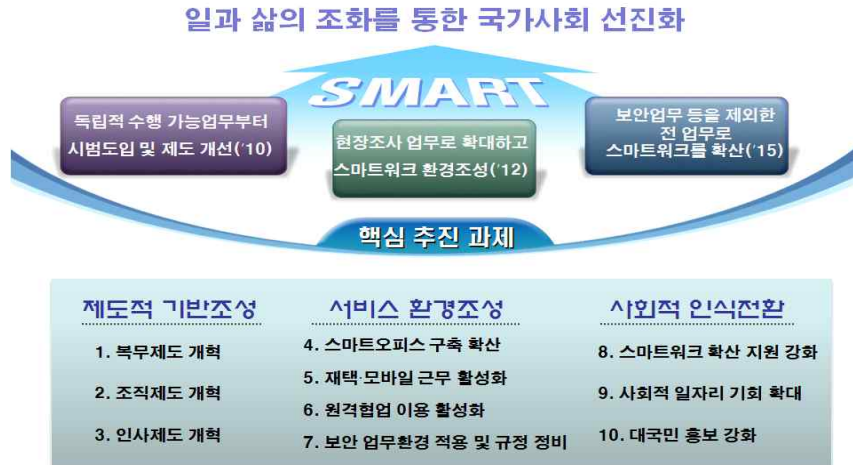 일과 삶의 조화를 통한 국가사회 선진화
SMART
독립적 수행 가능업무부터
시범도입 및 제도 개선('10)
현장조사 업무로 확대하고
스마트워크 환경조성('12)
보안업무 등을 제외한
전 업무로
스마트워크를 확산('15)
핵심 추진 과제
제도적 기반조성
1. 복무제도 개혁
2. 조직제도 개혁
3. 인사제도 개혁
서비스 환경조성
4. 스마트오피스 구축 확산
5. 재택·모바일 근무 활성화
6. 원격협업 이용 활성화
7. 보안 업무환경 적용 및 규정 정비
사회적 인식전환
8. 스마트워크 확산 지원 강화
9. 사회적 일자리 기회 확대
10. 대국민 홍보 강화